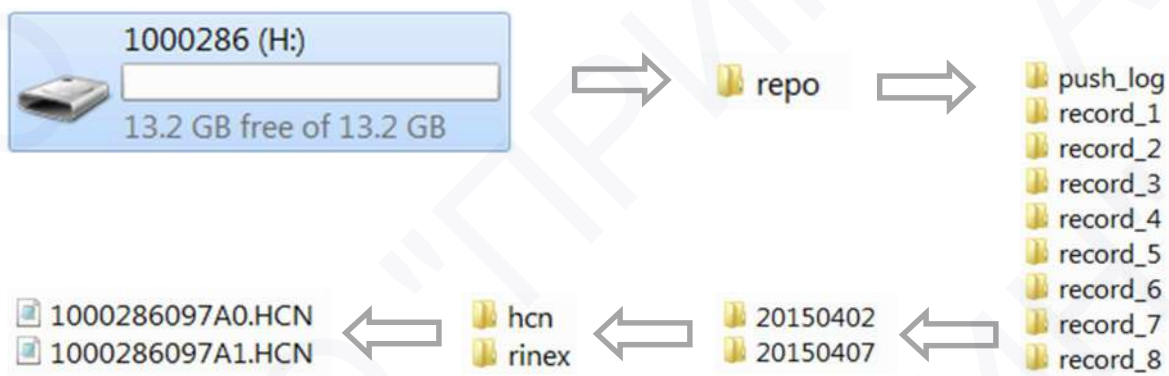 1000286 (H:)
13.2 GB free of 13.2 GB
repo
push_log
record_1
record_2
record_3
record_4
record_5
record_6
record_7
record_8
20150402
20150407
hcn
rinex
1000286097A0.HCN
1000286097A1.HCN